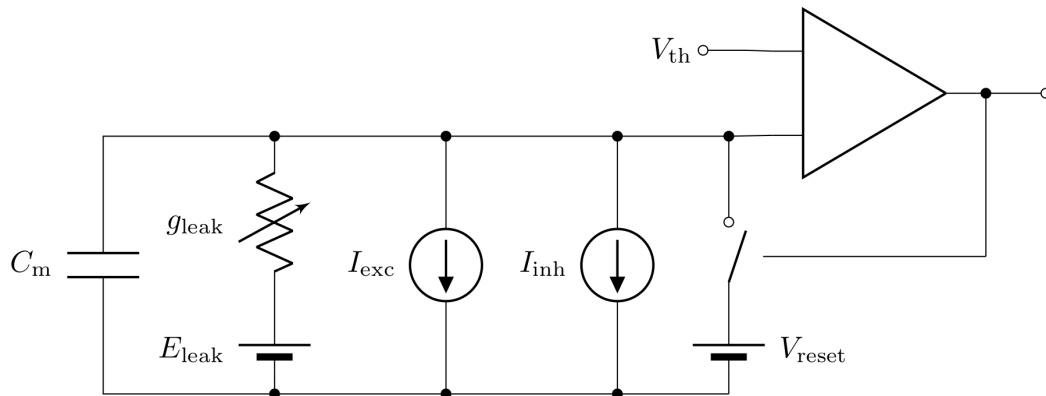 V_th
g_leak
C_m
I_exc
I_inh
E_leak
V_reset